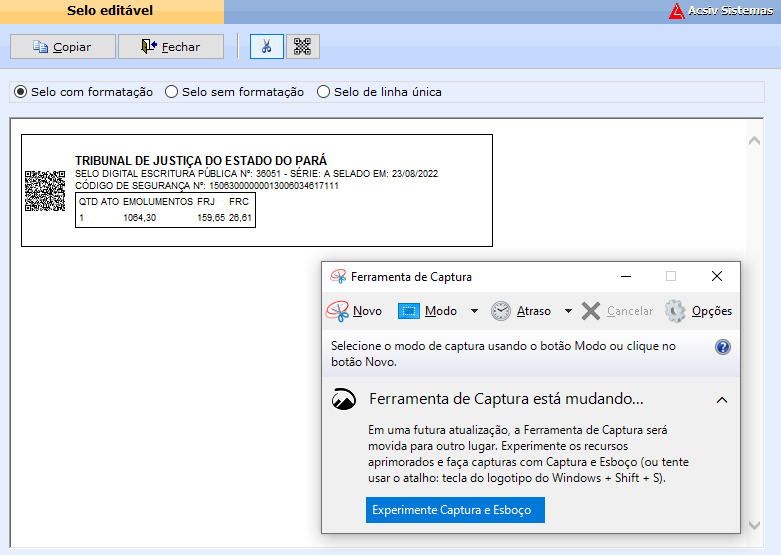 Selo editável
Acsiv Sistemas
Copiar
Fechar
Selo com formatação
Selo sem formatação
Selo de linha única
TRIBUNAL DE JUSTIÇA DO ESTADO DO PARÁ
SELO DIGITAL ESCRITURA PÚBLICA Nº: 36051 - SÉRIE: A SELADO EM: 23/08/2022
CÓDIGO DE SEGURANÇA Nº: 1506300000013006034617111
QTD ATO EMOLUMENTOS FRJ FRC
1 1064,30 159,65 26,61
Ferramenta de Captura
Novo
Modo
Atraso
Cancelar
Opções
Selecione o modo de captura usando o botão Modo ou clique no
botão Novo.
Ferramenta de Captura está mudando...
Em uma futura atualização, a Ferramenta de Captura será
movida para outro lugar. Experimente os recursos
aprimorados e faça capturas com Captura e Esboço (ou tente
usar o atalho: tecla do logotipo do Windows + Shift + S).
Experimente Captura e Esboço